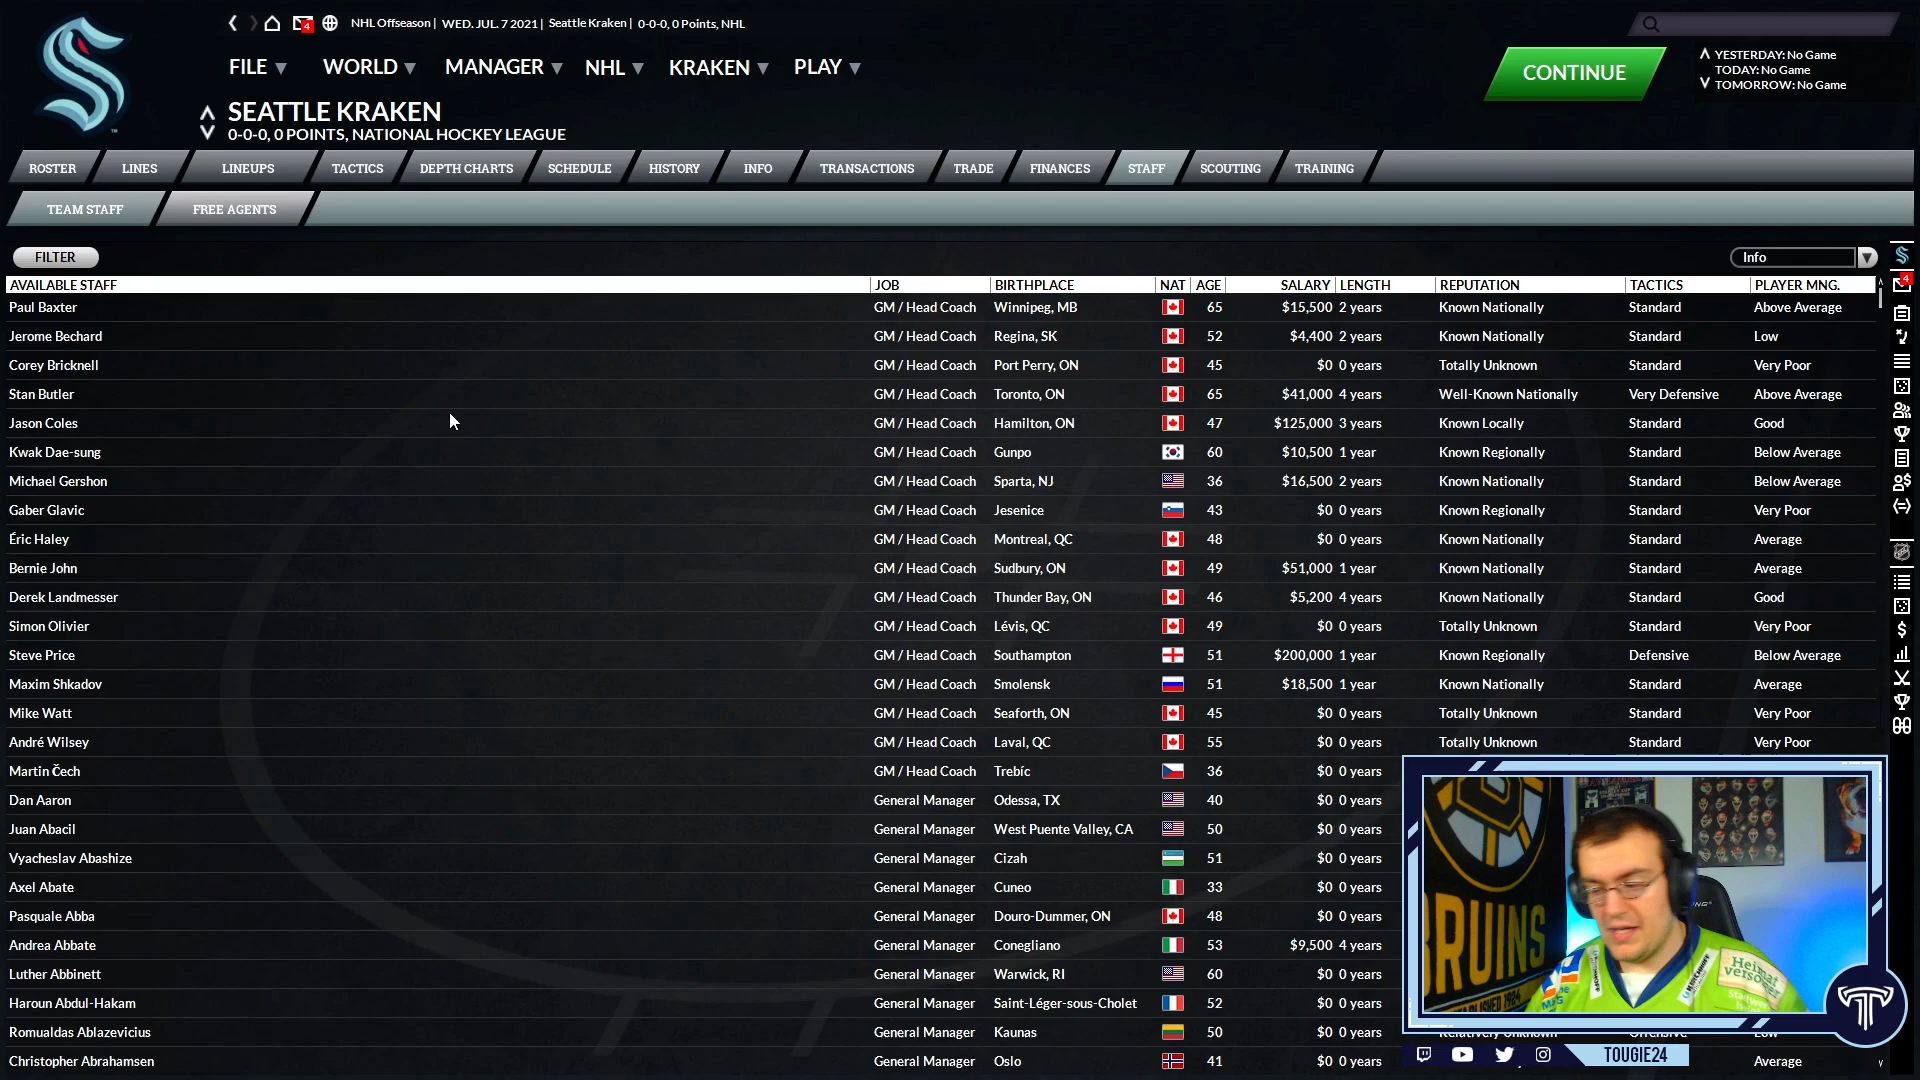 4 NHL Offseason | WED. JUL. 7 2021 | Seattle Kraken | 0-0-0, 0 Points, NHL
FILE WORLD MANAGER NHL KRAKEN PLAY
CONTINUE
YESTERDAY: No Game
TODAY: No Game
TOMORROW: No Game
SEATTLE KRAKEN
0-0-0, 0 POINTS, NATIONAL HOCKEY LEAGUE
ROSTER LINES LINEUPS TACTICS DEPTH CHARTS SCHEDULE HISTORY INFO TRANSACTIONS TRADE FINANCES STAFF SCOUTING TRAINING
TEAM STAFF FREE AGENTS
FILTER Info
4
AVAILABLE STAFF JOB BIRTHPLACE NAT AGE SALARY LENGTH REPUTATION TACTICS PLAYER MNG.
Paul Baxter GM / Head Coach Winnipeg, MB 65 $15,500 2 years Known Nationally Standard Above Average
Jerome Bechard GM / Head Coach Regina, SK 52 $4,400 2 years Known Nationally Standard Low
Corey Bricknell GM / Head Coach Port Perry, ON 45 $0 0 years Totally Unknown Standard Very Poor
Stan Butler GM / Head Coach Toronto, ON 65 $41,000 4 years Well-Known Nationally Very Defensive Above Average
Jason Coles GM / Head Coach Hamilton, ON 47 $125,000 3 years Known Locally Standard Good
Kwak Dae-sung GM / Head Coach Gunpo 60 $10,500 1 year Known Regionally Standard Below Average
Michael Gershon GM / Head Coach Sparta, NJ 36 $16,500 2 years Known Nationally Standard Below Average
Gaber Glavic GM / Head Coach Jesenice 43 $0 0 years Known Regionally Standard Very Poor
Éric Haley GM / Head Coach Montreal, QC 48 $0 0 years Known Nationally Standard Average
Bernie John GM / Head Coach Sudbury, ON 49 $51,000 1 year Known Nationally Standard Average
Derek Landmesser GM / Head Coach Thunder Bay, ON 46 $5,200 4 years Known Nationally Standard Good
Simon Olivier GM / Head Coach Lévis, QC 49 $0 0 years Totally Unknown Standard Very Poor
Steve Price GM / Head Coach Southampton 51 $200,000 1 year Known Regionally Defensive Below Average
Maxim Shkadov GM / Head Coach Smolensk 51 $18,500 1 year Known Nationally Standard Average
Mike Watt GM / Head Coach Seaforth, ON 45 $0 0 years Totally Unknown Standard Very Poor
André Wilsey GM / Head Coach Laval, QC 55 $0 0 years Totally Unknown Standard Very Poor
Martin Čech GM / Head Coach Trebíc 36 $0 0 years
Dan Aaron General Manager Odessa, TX 40 $0 0 years
Juan Abacil General Manager West Puente Valley, CA 50 $0 0 years
Vyacheslav Abashize General Manager Cizah 51 $0 0 years
Axel Abate General Manager Cuneo 33 $0 0 years
Pasquale Abba General Manager Douro-Dummer, ON 48 $0 0 years
Andrea Abbate General Manager Conegliano 53 $9,500 4 years
Luther Abbinett General Manager Warwick, RI 60 $0 0 years
Haroun Abdul-Hakam General Manager Saint-Léger-sous-Cholet 52 $0 0 years
Romualdas Ablazevicius General Manager Kaunas 50 $0 0 years Relatively Unknown Offensive Low
Christopher Abrahamsen General Manager Oslo 41 $0 0 years Average
BRUINS
Heimat
TOUGIE24